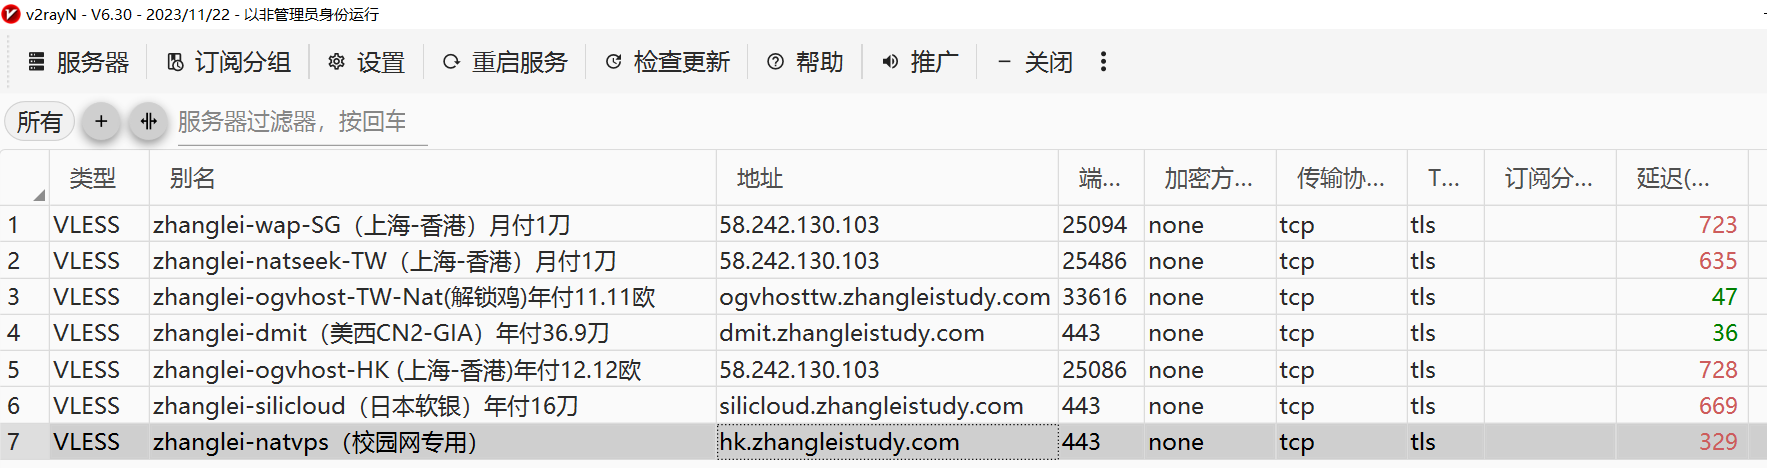 v2rayN - V6.30 - 2023/11/22 - 以非管理员身份运行
服务器 订阅分组 设置 重启服务 检查更新 帮助 推广 关闭
所有 服务器过滤器，按回车
类型 别名 地址 端... 加密方... 传输协... T... 订阅分... 延迟(...
1 VLESS zhanglei-wap-SG（上海-香港）月付1刀 58.242.130.103 25094 none tcp tls 723
2 VLESS zhanglei-natseek-TW（上海-香港）月付1刀 58.242.130.103 25486 none tcp tls 635
3 VLESS zhanglei-ogvhost-TW-Nat(解锁鸡)年付11.11欧 ogvhosttw.zhangleistudy.com 33616 none tcp tls 47
4 VLESS zhanglei-dmit（美西CN2-GIA）年付36.9刀 dmit.zhangleistudy.com 443 none tcp tls 36
5 VLESS zhanglei-ogvhost-HK (上海-香港)年付12.12欧 58.242.130.103 25086 none tcp tls 728
6 VLESS zhanglei-silicloud（日本软银）年付16刀 silicloud.zhangleistudy.com 443 none tcp tls 669
7 VLESS zhanglei-natvps（校园网专用） hk.zhangleistudy.com 443 none tcp tls 329